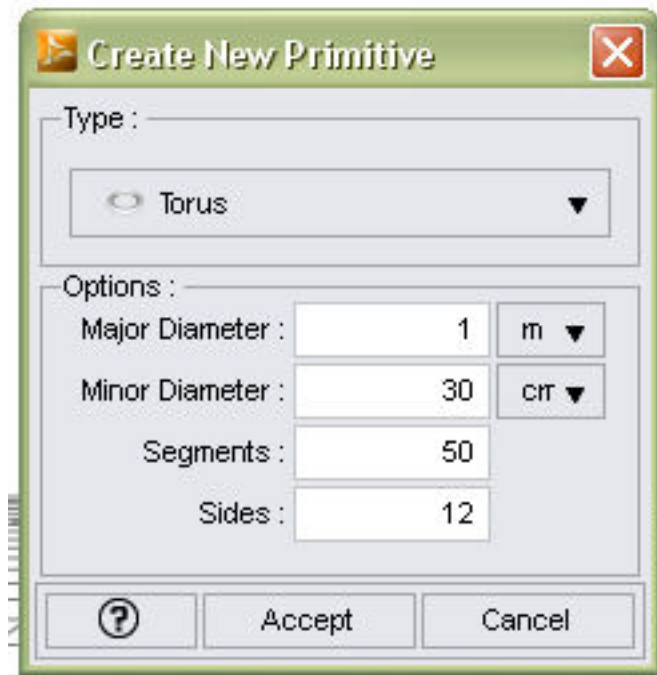 Create New Primitive
Type :
Torus
Options :
Major Diameter : 1 m
Minor Diameter : 30 cm
Segments : 50
Sides : 12
? Accept Cancel